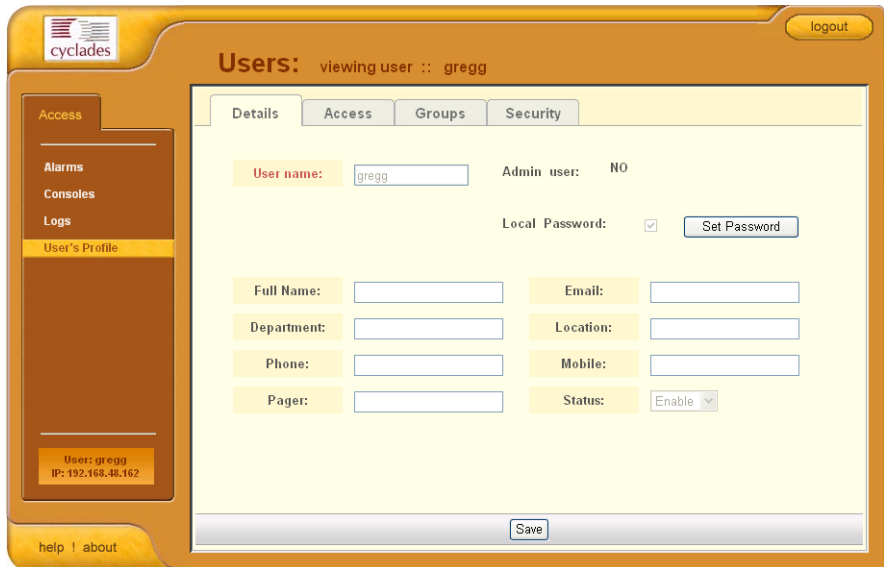 cyclades
logout
Users: viewing user :: gregg
Access
Alarms
Consoles
Logs
User's Profile
User: gregg
IP: 192.168.48.162
help ! about
Details Access Groups Security
User name: gregg Admin user: NO
Local Password: Set Password
Full Name: Email:
Department: Location:
Phone: Mobile:
Pager: Status: Enable
Save